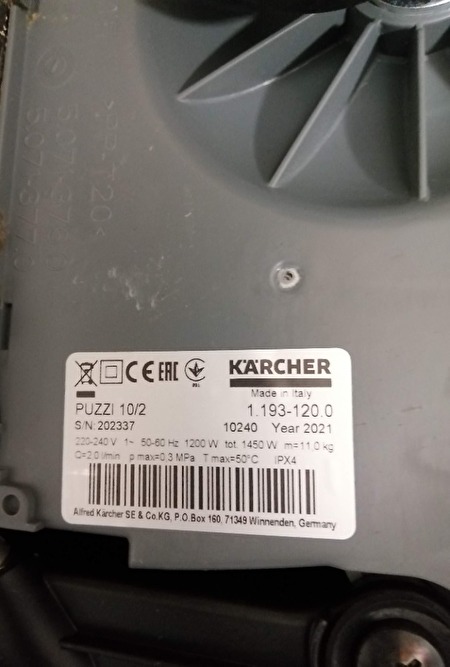 CE EAC KÄRCHER
Made in Italy
PUZZI 10/2 1.193-120.0
S/N: 202337 10240 Year 2021
220-240 V 1~ 50-60 Hz 1200 W tot 1450 W m=11,0 kg
Q=2,0 l/min p max=0,3 MPa T max=50°C IPX4
Alfred Kärcher SE & Co.KG, P.O.Box 160, 71349 Winnenden, Germany